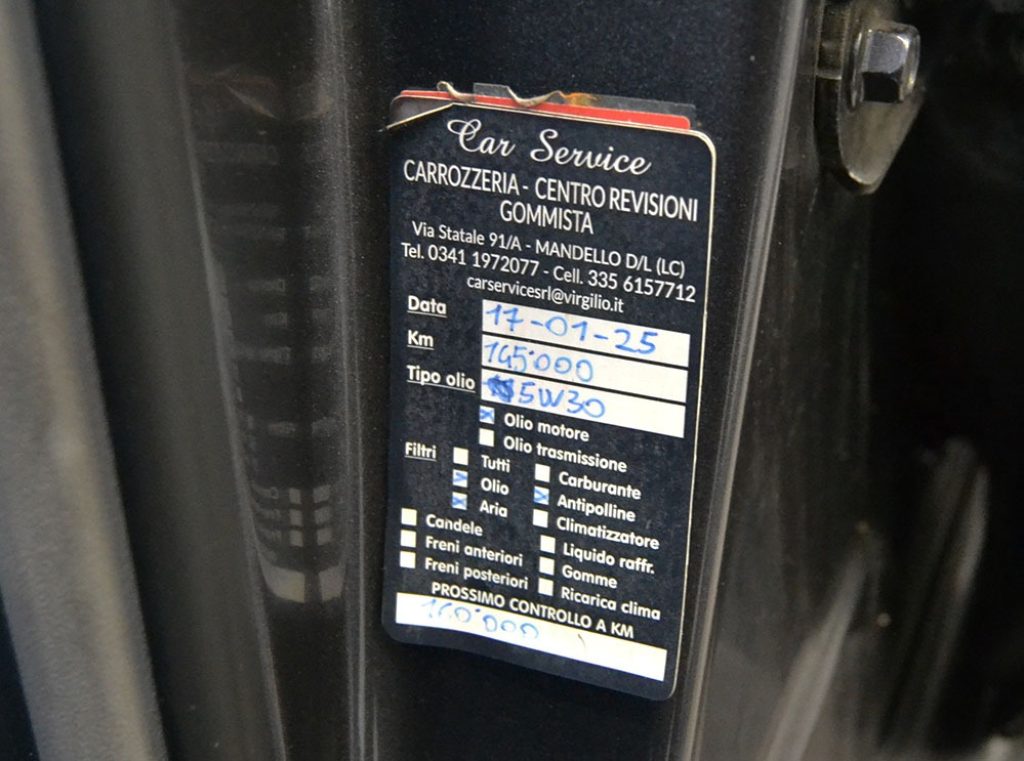 Car Service
CARROZZERIA - CENTRO REVISIONI
GOMMISTA
Via Statale 91/A - MANDELLO D/L (LC)
Tel. 0341 1972077 - Cell. 335 6157712
carservicesrl@virgilio.it
Data 17-01-25
Km 145'000
Tipo olio 5W30
Olio motore
Olio trasmissione
Filtri Tutti Carburante
Olio Antipolline
Aria Climatizzatore
Candele Liquido raffr.
Freni anteriori Gomme
Freni posteriori Ricarica clima
PROSSIMO CONTROLLO A KM
160'000